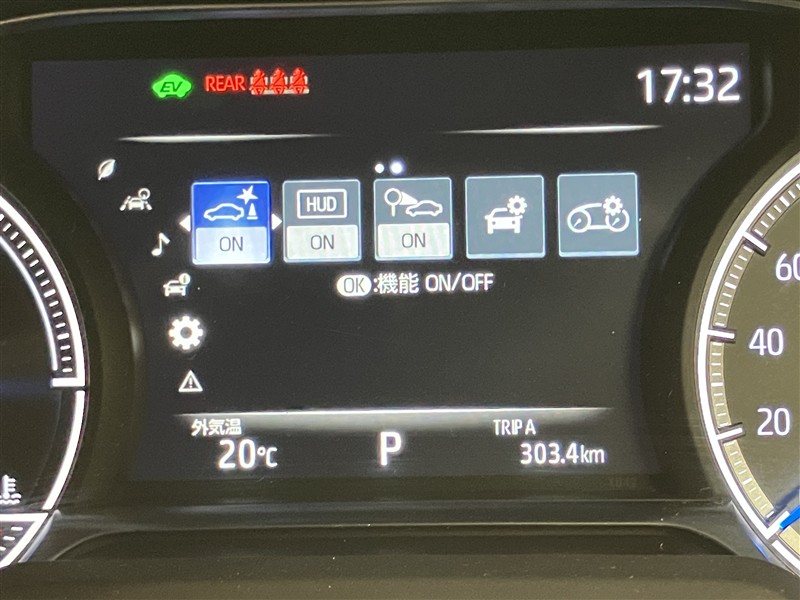 EV REAR 17:32
HUD
ON ON ON
OK :機能 ON/OFF
外気温 TRIP A
20℃ P 303.4km
60
40
20